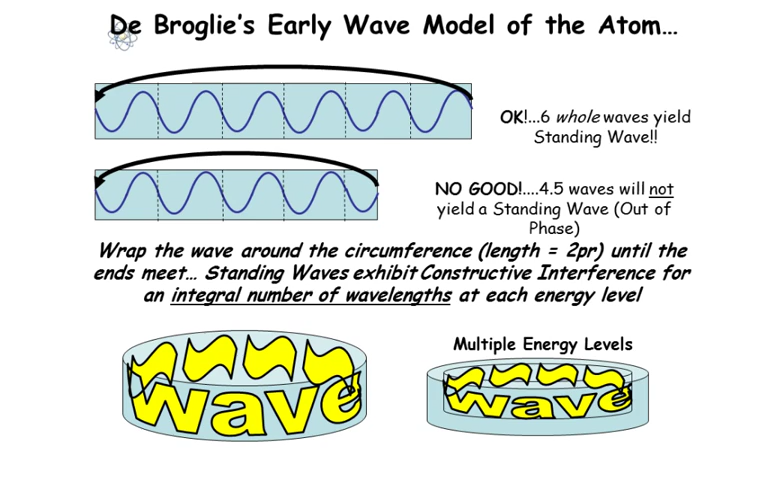 De Broglie's Early Wave Model of the Atom...
OK!...6 whole waves yield
Standing Wave!!
NO GOOD!....4.5 waves will not
yield a Standing Wave (Out of
Phase)
Wrap the wave around the circumference (length = 2pr) until the
ends meet... Standing Waves exhibit Constructive Interference for
an integral number of wavelengths at each energy level
Multiple Energy Levels
wave
wave